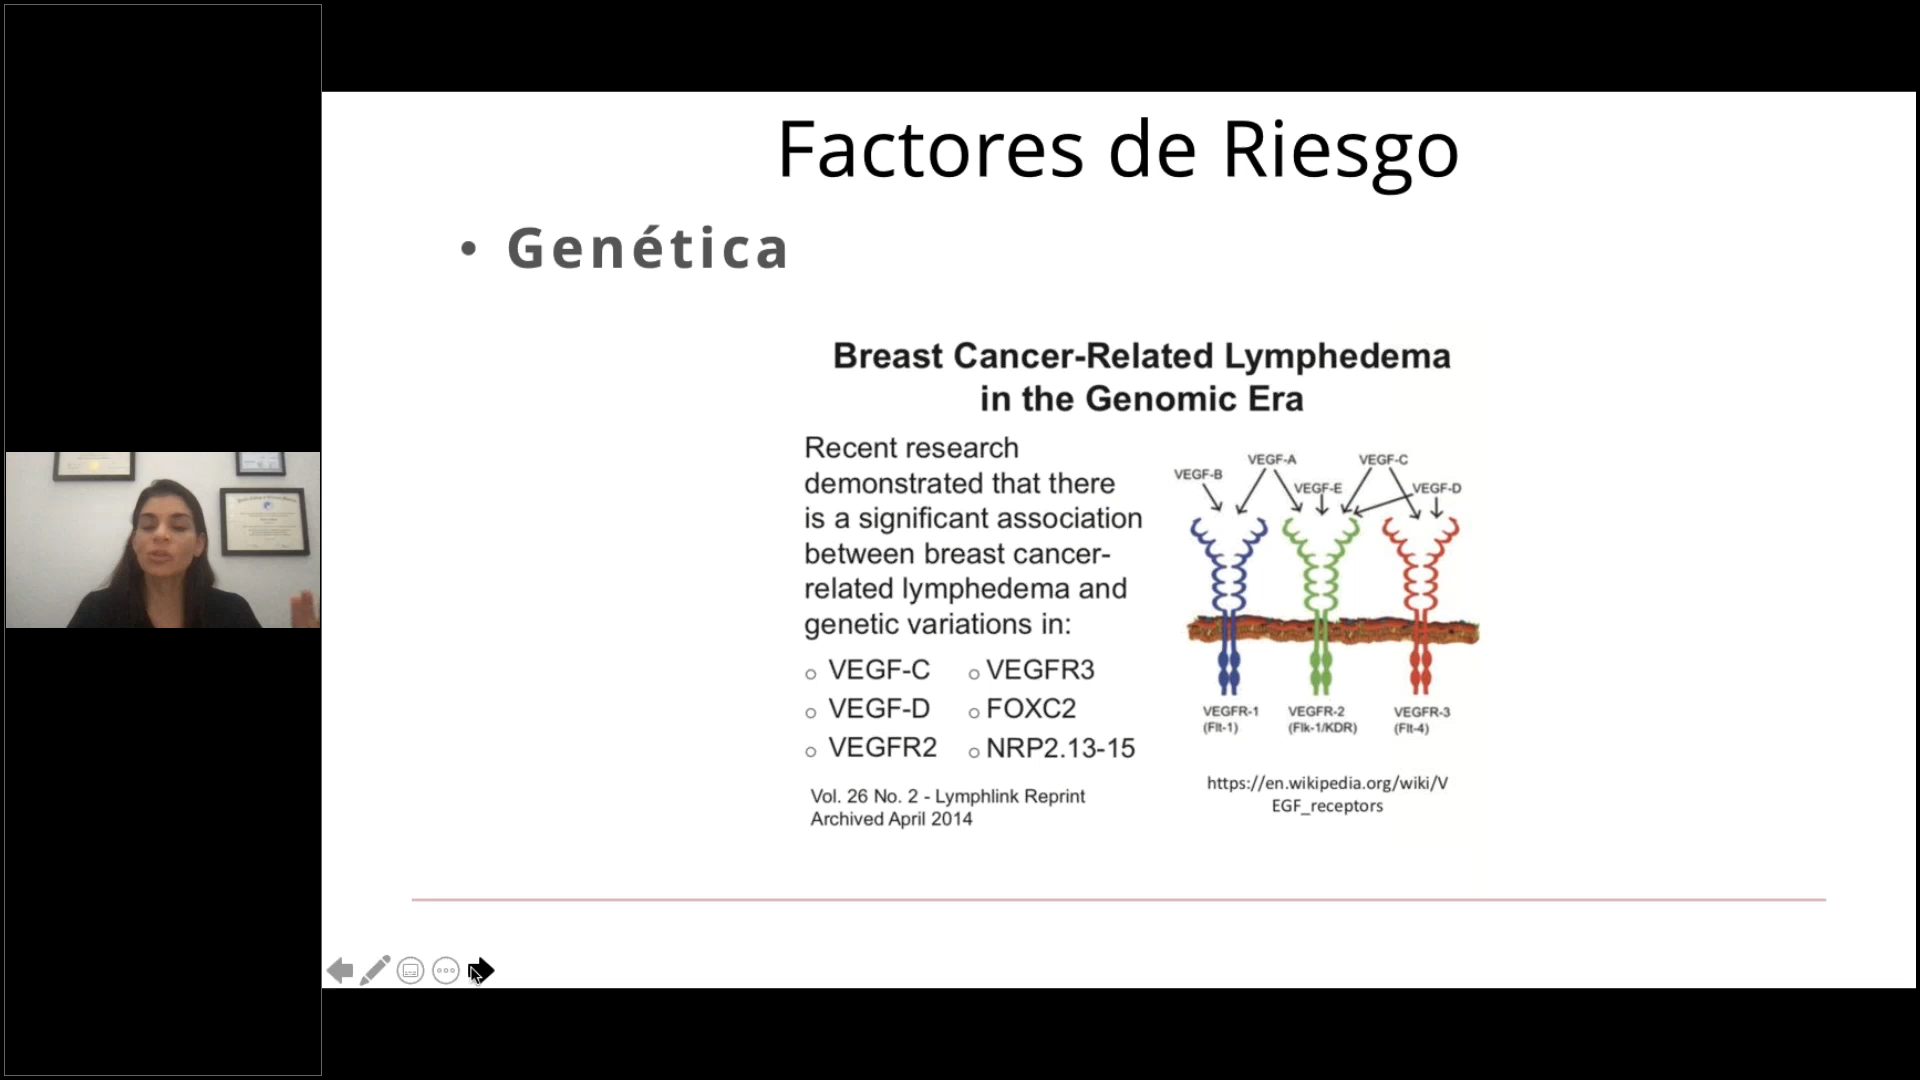 Factores de Riesgo
• Genética
Breast Cancer-Related Lymphedema
in the Genomic Era
Recent research
demonstrated that there
is a significant association
between breast cancer-
related lymphedema and
genetic variations in:
○ VEGF-C
○ VEGF-D
○ VEGFR2
○ VEGFR3
○ FOXC2
○ NRP2.13-15
Vol. 26 No. 2 - Lymphlink Reprint
Archived April 2014
VEGF-B
VEGF-A
VEGF-E
VEGF-C
VEGF-D
VEGFR-1
(Flt-1)
VEGFR-2
(Flk-1/KDR)
VEGFR-3
(Flt-4)
https://en.wikipedia.org/wiki/V
EGF_receptors